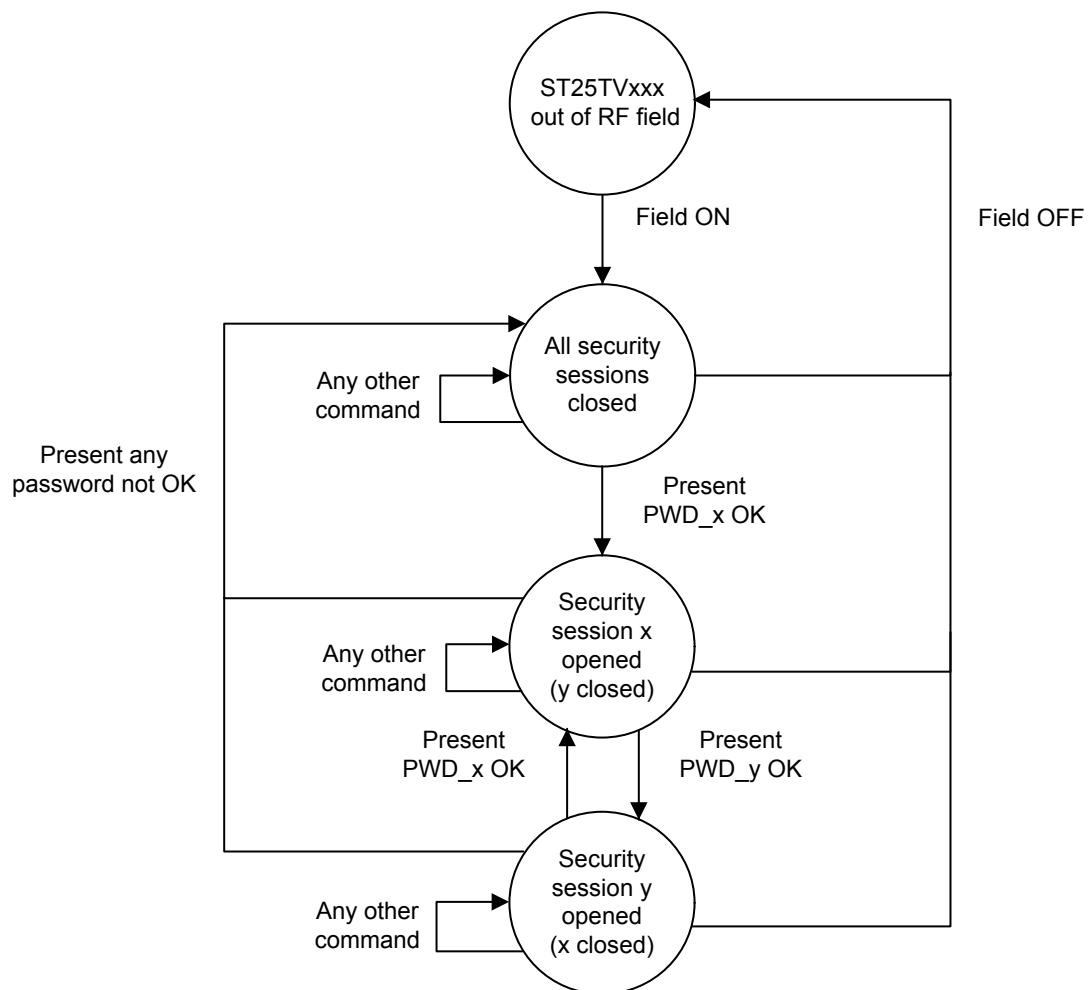 ST25TVxxx
out of RF field
Field ON
Field OFF
All security
sessions
closed
Any other
command
Present any
password not OK
Present
PWD_x OK
Security
session x
opened
(y closed)
Any other
command
Present
PWD_x OK
Present
PWD_y OK
Security
session y
opened
(x closed)
Any other
command